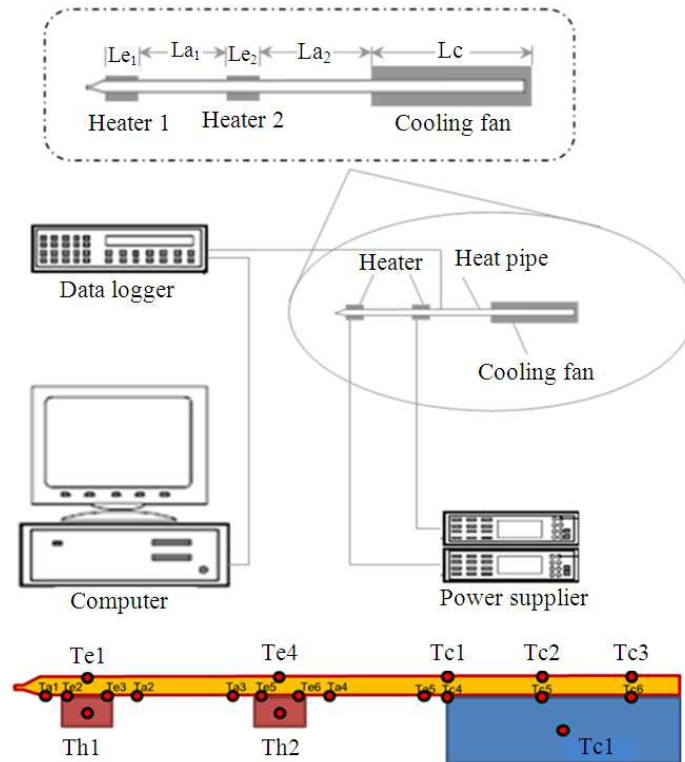 Le₁ La₁ Le₂ La₂ Lc
Heater 1 Heater 2 Cooling fan
Data logger
Heater Heat pipe
Cooling fan
Computer
Power supplier
Te1 Te4 Tc1 Tc2 Tc3
Ta1 Te2 Te3 Ta2 Ta3 Te5 Te6 Ta4 Ta5 Tc4 Tc5 Tc6
Th1 Th2 Tc1